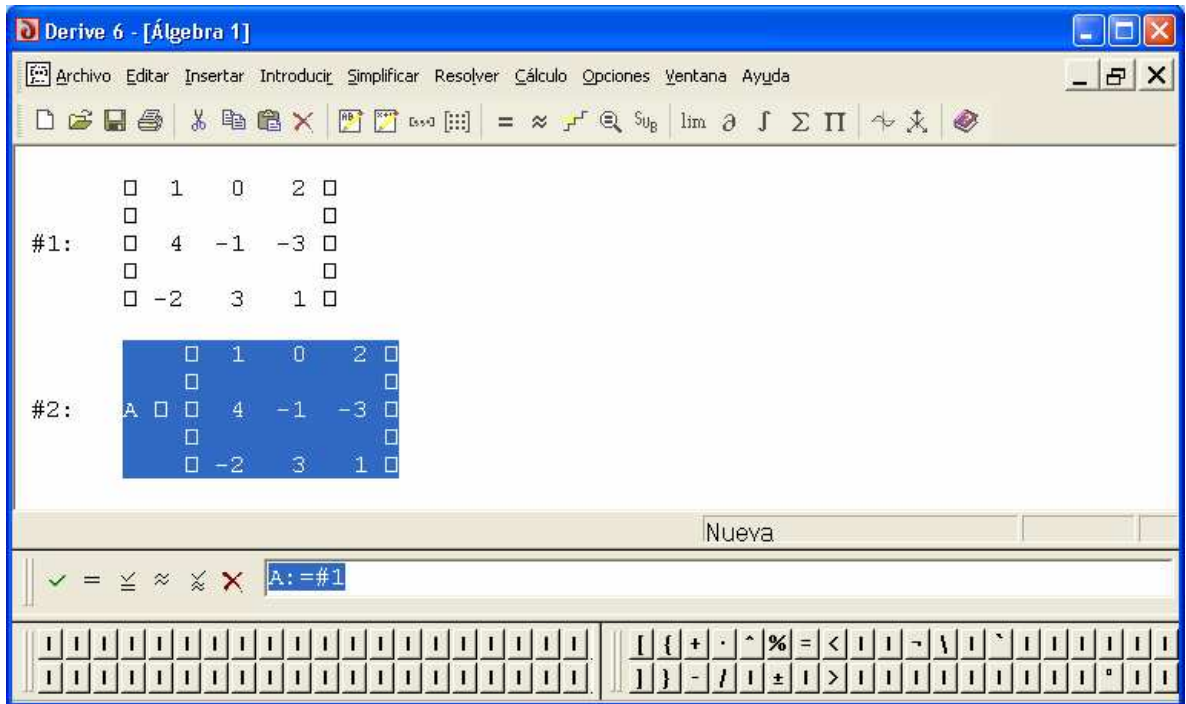 Derive 6 - [Álgebra 1]
Archivo Editar Insertar Introducir Simplificar Resolver Cálculo Opciones Ventana Ayuda
= ≈ SUB lim ∂ ∫ Σ Π
1 0 2
#1: 4 -1 -3
-2 3 1
1 0 2
#2: A 4 -1 -3
-2 3 1
Nueva
A:=#1
[ { + · ^ % = < ¬ \ `
] } - / ± > °